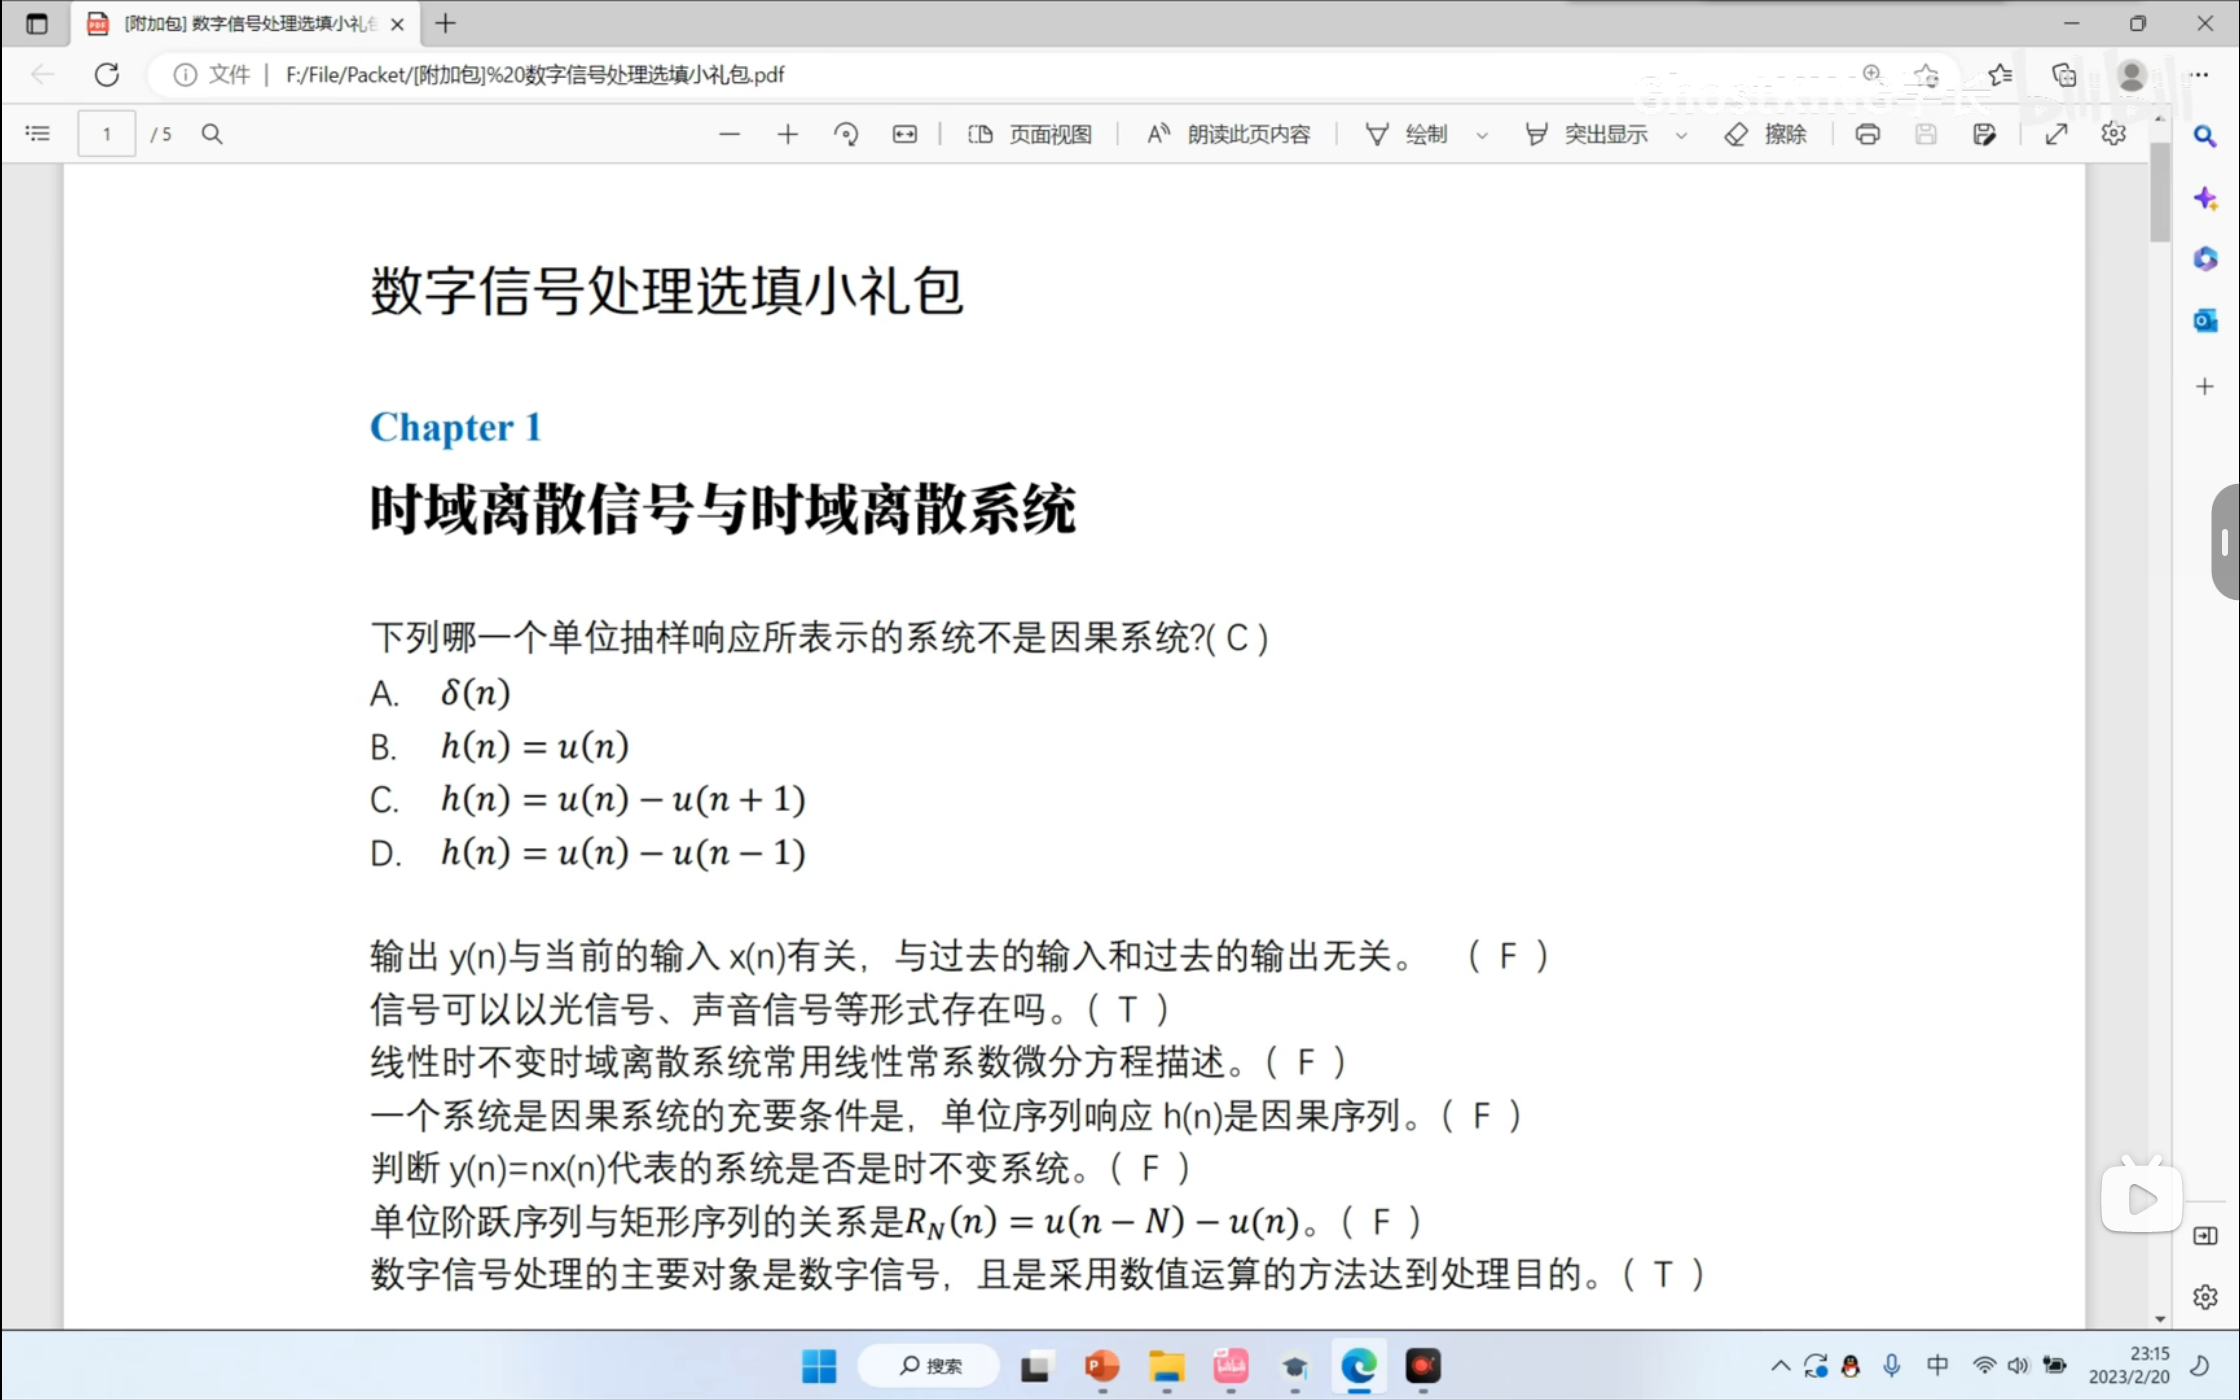 [附加包] 数字信号处理选填小礼包
文件 | F:/File/Packet/[附加包]%20数字信号处理选填小礼包.pdf
1 / 5
页面视图
朗读此页内容
绘制
突出显示
擦除
数字信号处理选填小礼包
Chapter 1
时域离散信号与时域离散系统
下列哪一个单位抽样响应所表示的系统不是因果系统?( C )
A. δ(n)
B. h(n) = u(n)
C. h(n) = u(n) − u(n + 1)
D. h(n) = u(n) − u(n − 1)
输出 y(n)与当前的输入 x(n)有关，与过去的输入和过去的输出无关。 （ F ）
信号可以以光信号、声音信号等形式存在吗。（ T ）
线性时不变时域离散系统常用线性常系数微分方程描述。（ F ）
一个系统是因果系统的充要条件是，单位序列响应 h(n)是因果序列。（ F ）
判断 y(n)=nx(n)代表的系统是否是时不变系统。（ F ）
单位阶跃序列与矩形序列的关系是R_N(n) = u(n − N) − u(n)。（ F ）
数字信号处理的主要对象是数字信号，且是采用数值运算的方法达到处理目的。（ T ）
搜索
中
23:15
2023/2/20